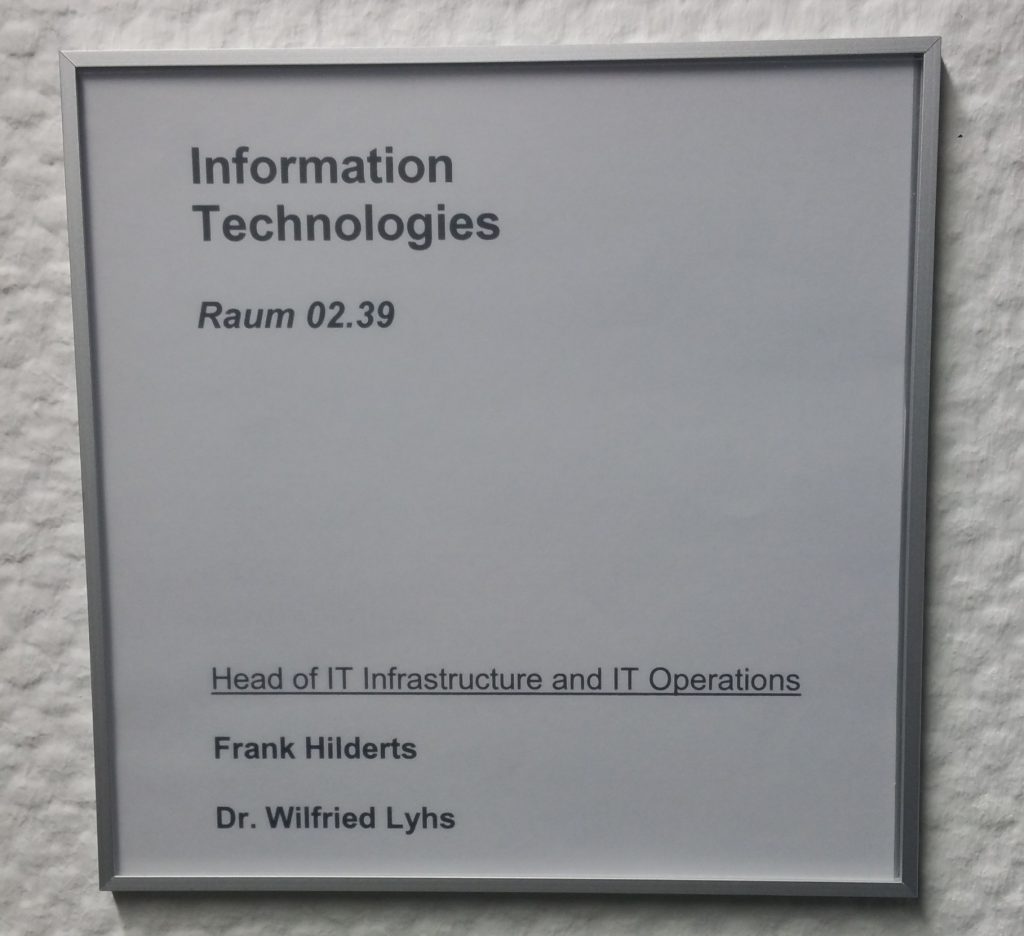 Information
Technologies
Raum 02.39
Head of IT Infrastructure and IT Operations
Frank Hilderts
Dr. Wilfried Lyhs